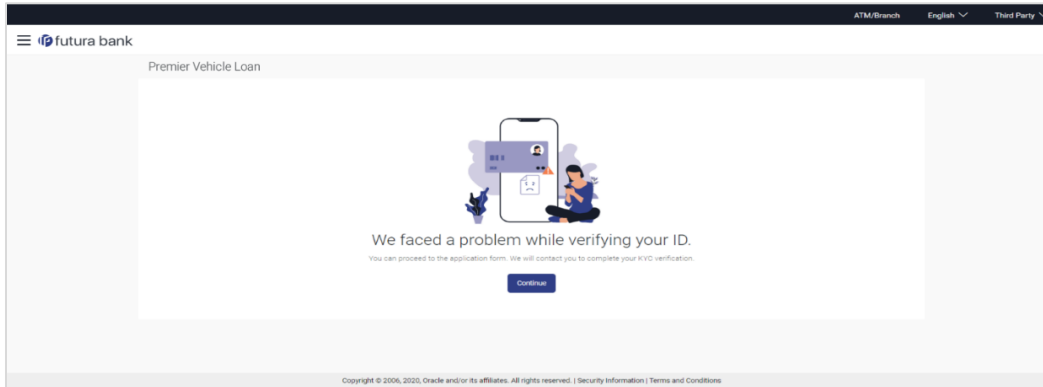 ATM/Branch English Third Party
futura bank
Premier Vehicle Loan
We faced a problem while verifying your ID.
You can proceed to the application form. We will contact you to complete your KYC verification.
Continue
Copyright © 2006, 2020, Oracle and/or its affiliates. All rights reserved. | Security Information | Terms and Conditions